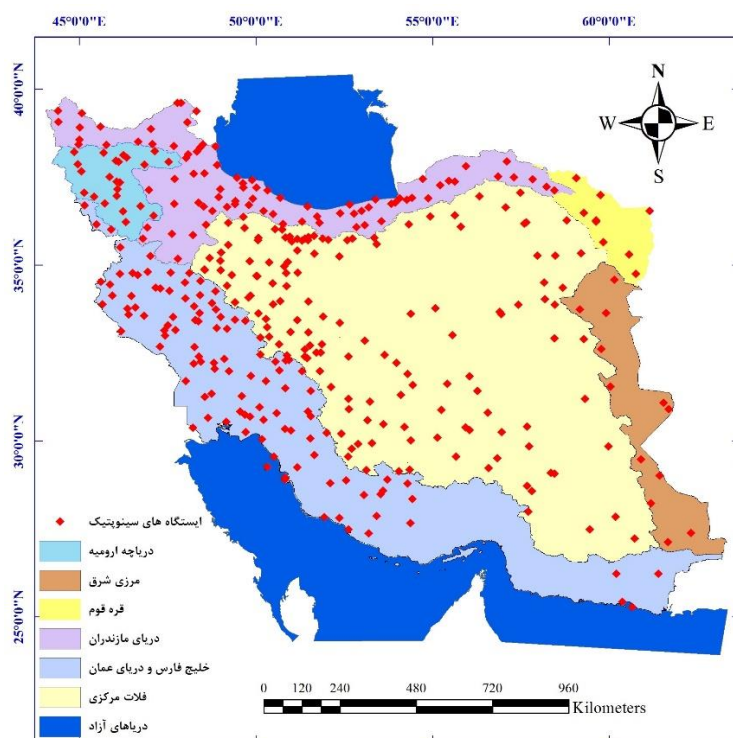 45°0'0"E 50°0'0"E 55°0'0"E 60°0'0"E
40°0'0"N
35°0'0"N
30°0'0"N
25°0'0"N
N
W E
S
ایستگاه های سینوپتیک
دریاچه ارومیه
مرزی شرق
قره قوم
دریای مازندران
خلیج فارس و دریای عمان
فلات مرکزی
دریاهای آزاد
0 120 240 480 720 960
Kilometers